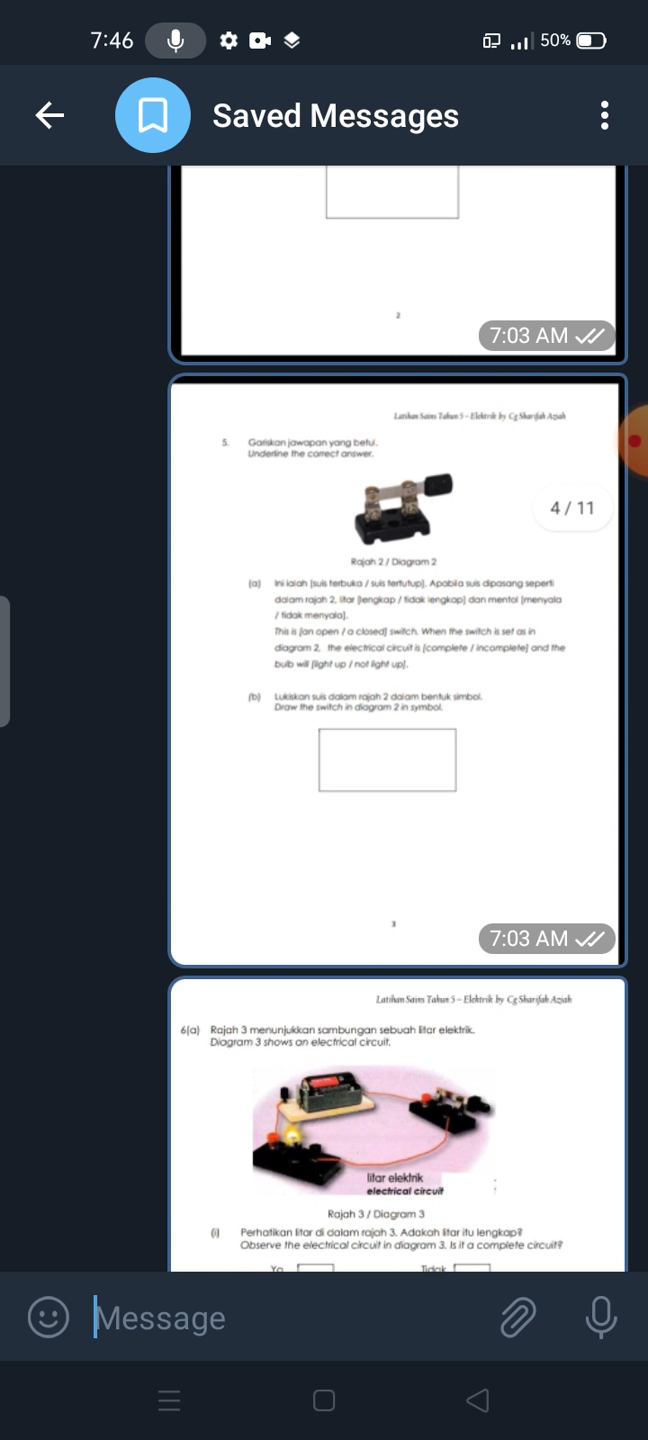 7:46
50%
Saved Messages
2
7:03 AM
Latihan Sains Tahun 5 - Elektrik by Cg Sharifah Azsah
5. Gariskan jawapan yang betul.
Underline the correct answer.
4 / 11
Rajah 2 / Diagram 2
(a) Ini ialah [suis terbuka / suis tertutup]. Apabila suis dipasang seperti
dalam rajah 2, litar [lengkap / tidak lengkap] dan mentol [menyala
/ tidak menyala].
This is [an open / a closed] switch. When the switch is set as in
diagram 2, the electrical circuit is [complete / incomplete] and the
bulb will [light up / not light up].
(b) Lukiskan suis dalam rajah 2 dalam bentuk simbol.
Draw the switch in diagram 2 in symbol.
3
7:03 AM
Latihan Sains Tahun 5 - Elektrik by Cg Sharifah Azsah
6(a) Rajah 3 menunjukkan sambungan sebuah litar elektrik.
Diagram 3 shows an electrical circuit.
litar elektrik
electrical circuit
Rajah 3 / Diagram 3
(i) Perhatikan litar di dalam rajah 3. Adakah litar itu lengkap?
Observe the electrical circuit in diagram 3. Is it a complete circuit?
Ya Tidak
Message